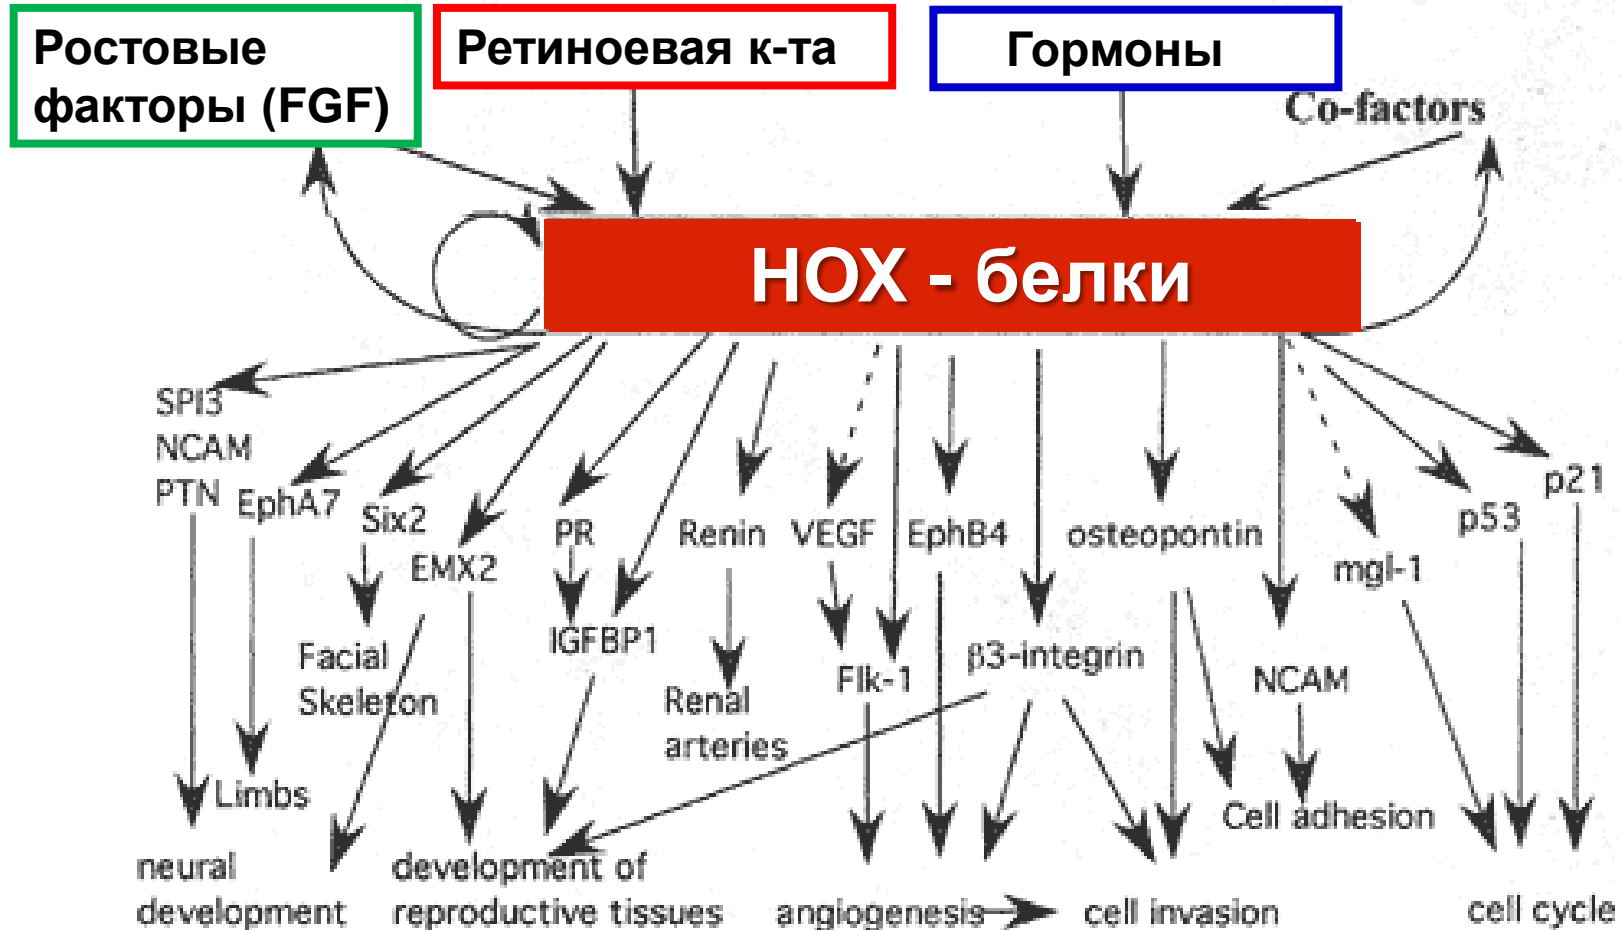 Ростовые
факторы (FGF)
Ретиноевая к-та
Гормоны
Co-factors
HOX - белки
SPI3
NCAM
PTN
EphA7
Six2
EMX2
PR
IGFBP1
Renin
VEGF
EphB4
osteopontin
mgl-1
p53
p21
Facial
Skeleton
Renal
arteries
Flk-1
β3-integrin
NCAM
Limbs
Cell adhesion
neural
development
development of
reproductive tissues
angiogenesis
cell invasion
cell cycle